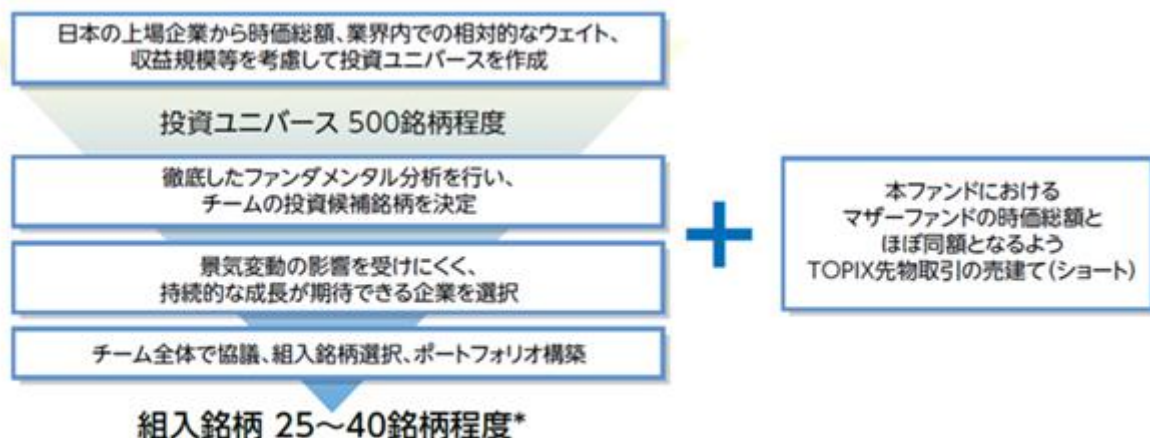 日本の上場企業から時価総額、業界内での相対的なウェイト、
収益規模等を考慮して投資ユニバースを作成
投資ユニバース 500銘柄程度
徹底したファンダメンタル分析を行い、
チームの投資候補銘柄を決定
景気変動の影響を受けにくく、
持続的な成長が期待できる企業を選択
チーム全体で協議、組入銘柄選択、ポートフォリオ構築
組入銘柄 25〜40銘柄程度*
+
本ファンドにおける
マザーファンドの時価総額と
ほぼ同額となるよう
TOPIX先物取引の売建て(ショート)